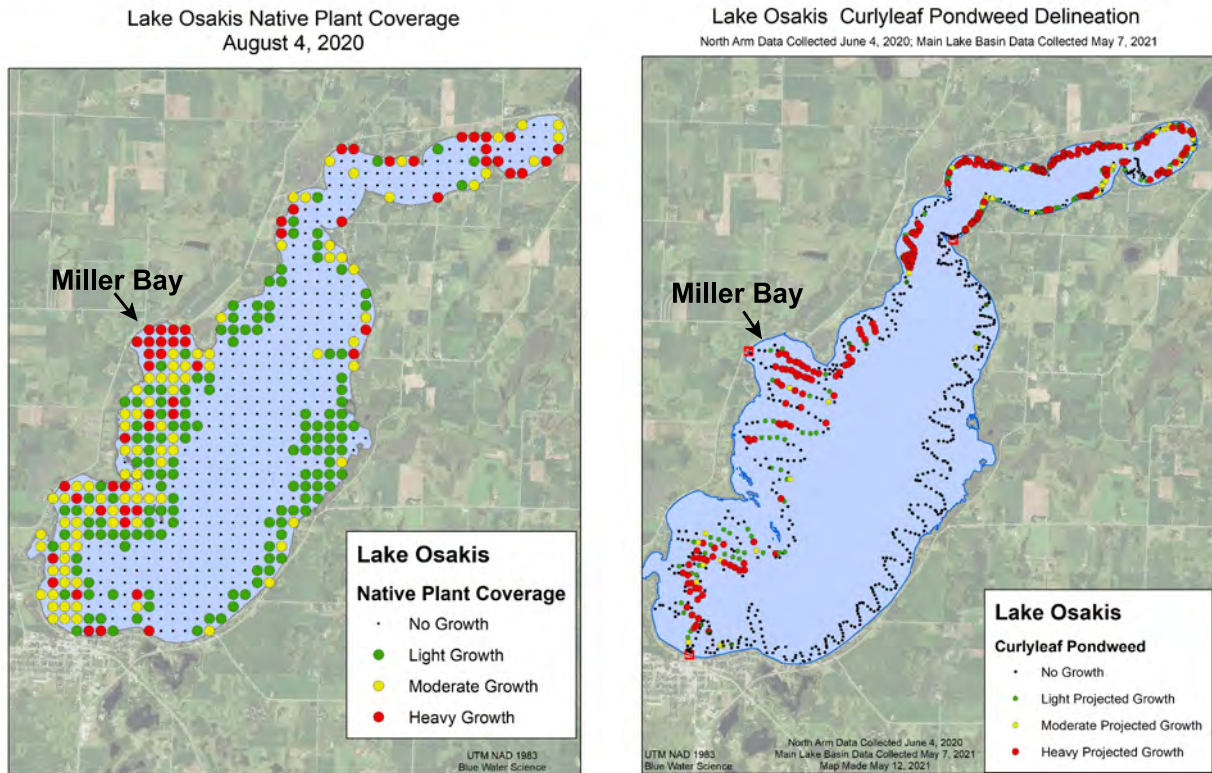 Lake Osakis Native Plant Coverage
August 4, 2020
Miller Bay
Lake Osakis
Native Plant Coverage
No Growth
Light Growth
Moderate Growth
Heavy Growth
UTM NAD 1983
Blue Water Science
Lake Osakis Curlyleaf Pondweed Delineation
North Arm Data Collected June 4, 2020; Main Lake Basin Data Collected May 7, 2021
Miller Bay
Lake Osakis
Curlyleaf Pondweed
No Growth
Light Projected Growth
Moderate Projected Growth
Heavy Projected Growth
North Arm Data Collected June 4, 2020
Main Lake Basin Data Collected May 7, 2021
Map Made May 12, 2021
UTM NAD 1983
Blue Water Science